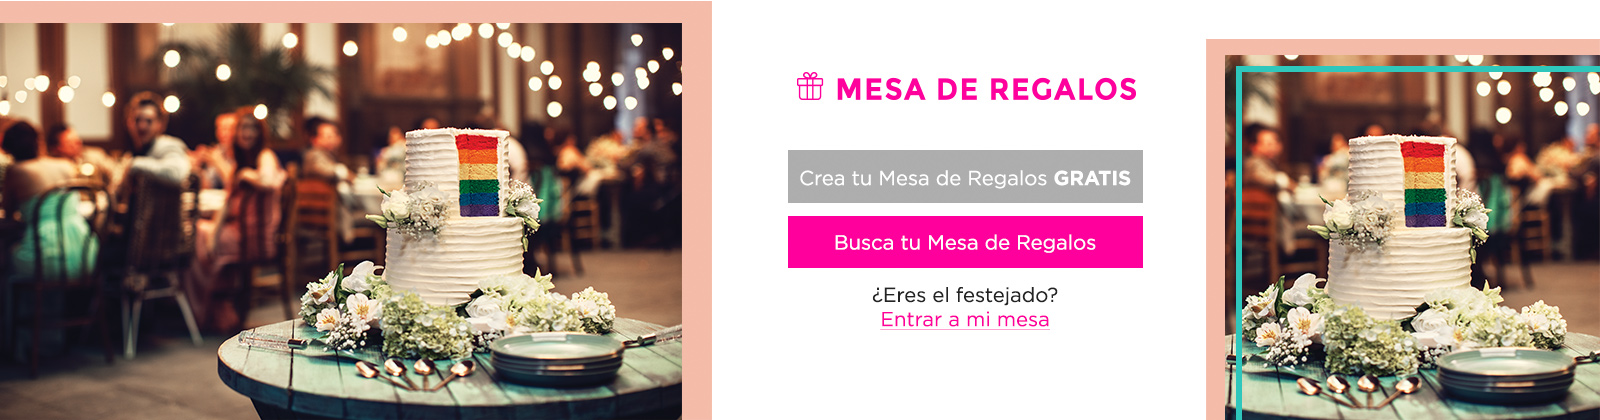 MESA DE REGALOS
Crea tu Mesa de Regalos GRATIS
Busca tu Mesa de Regalos
¿Eres el festejado?
Entrar a mi mesa